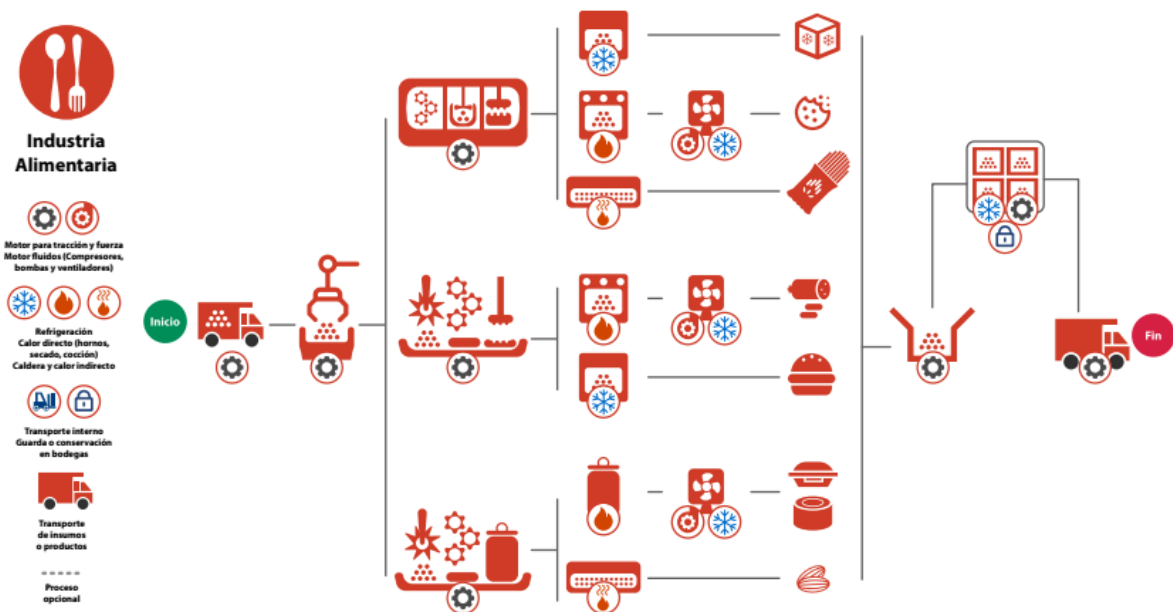 Industria
Alimentaria
Motor para tracción y fuerza
Motor fluidos (Compresores,
bombas y ventiladores)
Refrigeración
Calor directo (hornos,
secado, cocción)
Caldera y calor indirecto
Transporte interno
Guarda o conservación
en bodegas
Transporte
de insumos
o productos
Proceso
opcional
Inicio
Fin